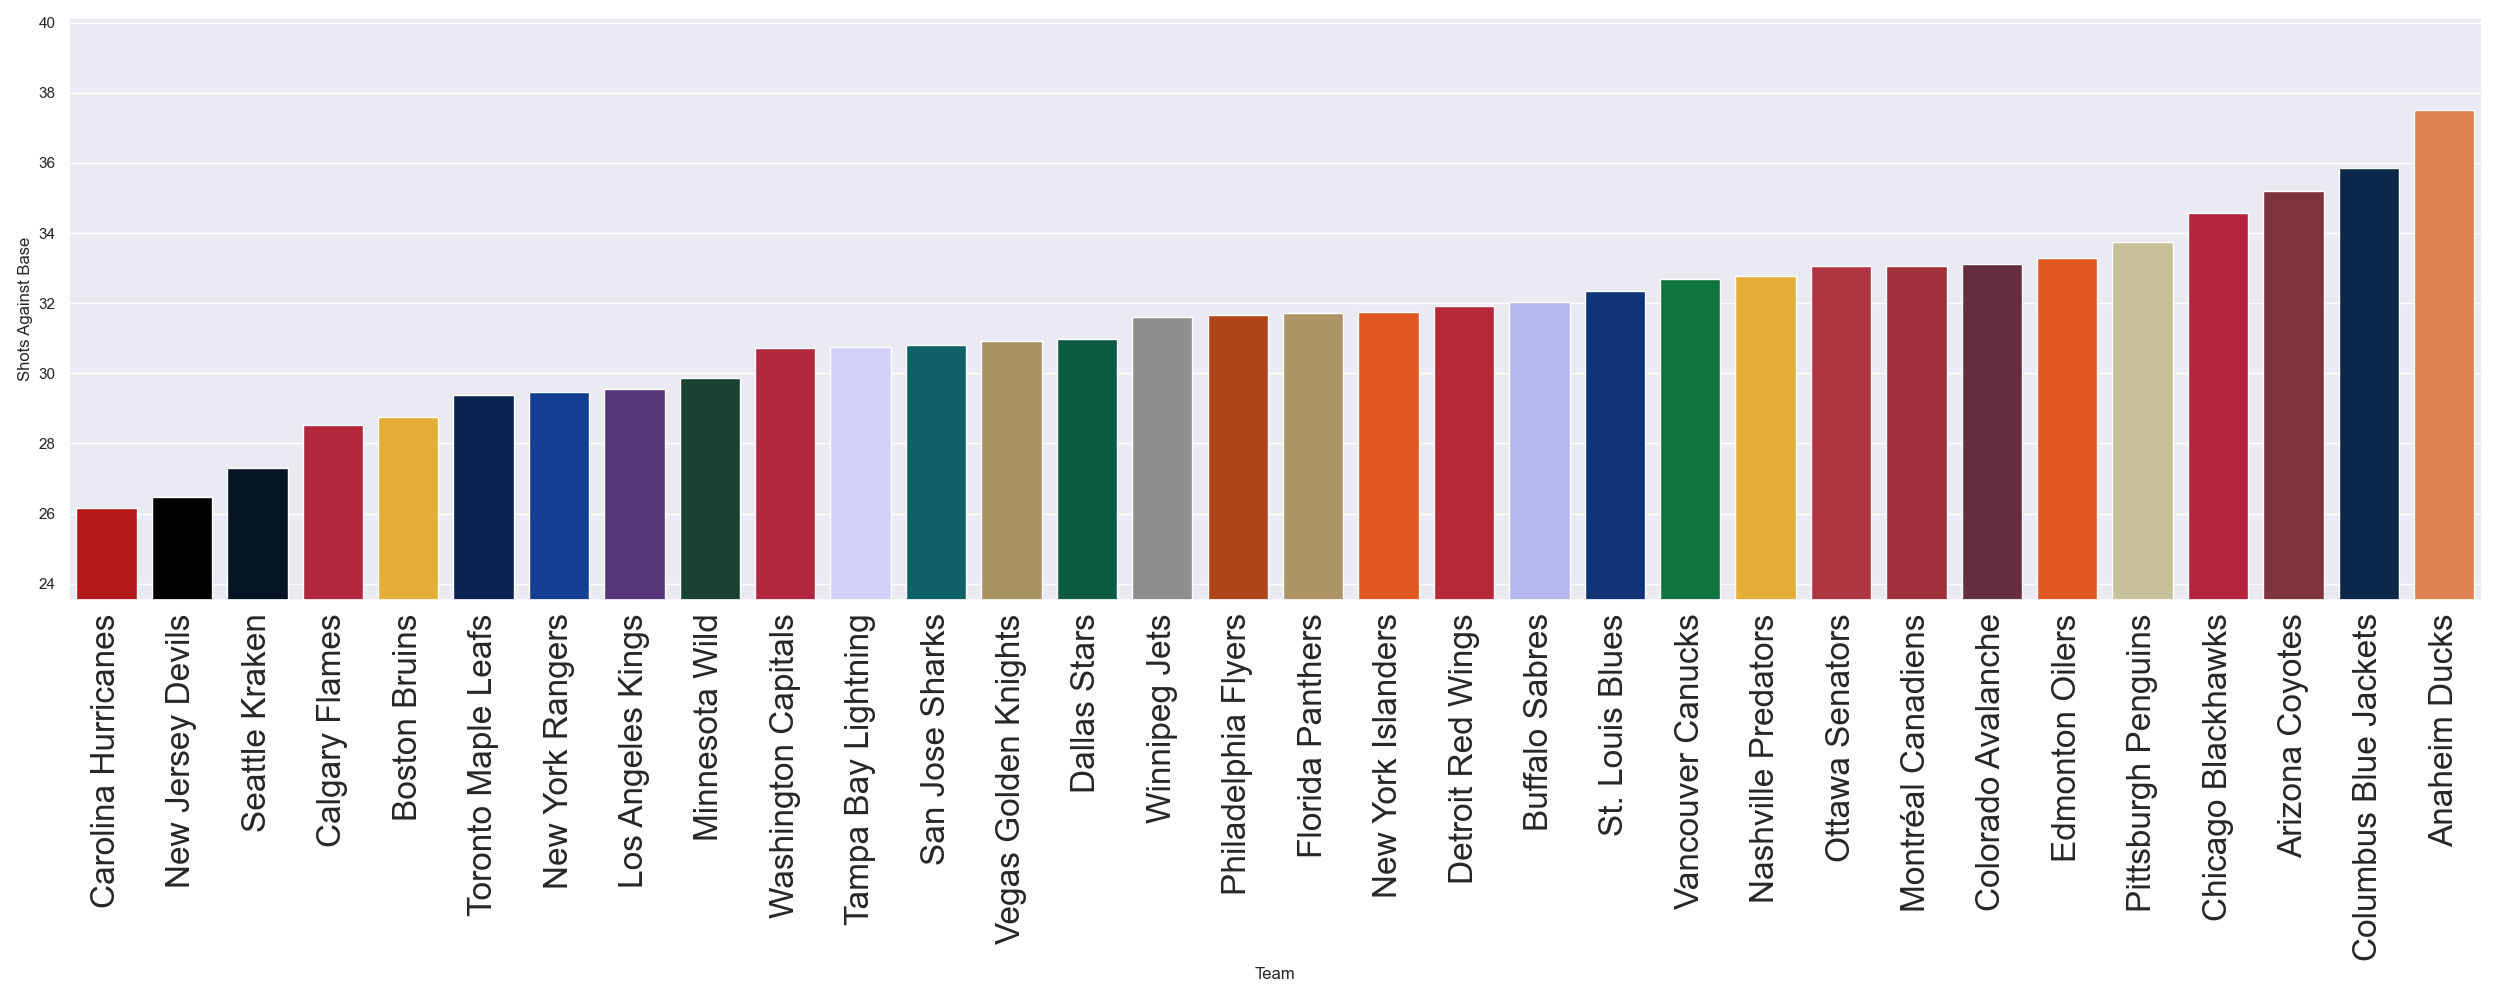 40
38
36
34
32
30
28
26
24
Shots Against Base
Carolina Hurricanes
New Jersey Devils
Seattle Kraken
Calgary Flames
Boston Bruins
Toronto Maple Leafs
New York Rangers
Los Angeles Kings
Minnesota Wild
Washington Capitals
Tampa Bay Lightning
San Jose Sharks
Vegas Golden Knights
Dallas Stars
Winnipeg Jets
Philadelphia Flyers
Florida Panthers
New York Islanders
Detroit Red Wings
Buffalo Sabres
St. Louis Blues
Vancouver Canucks
Nashville Predators
Ottawa Senators
Montréal Canadiens
Colorado Avalanche
Edmonton Oilers
Pittsburgh Penguins
Chicago Blackhawks
Arizona Coyotes
Columbus Blue Jackets
Anaheim Ducks
Team